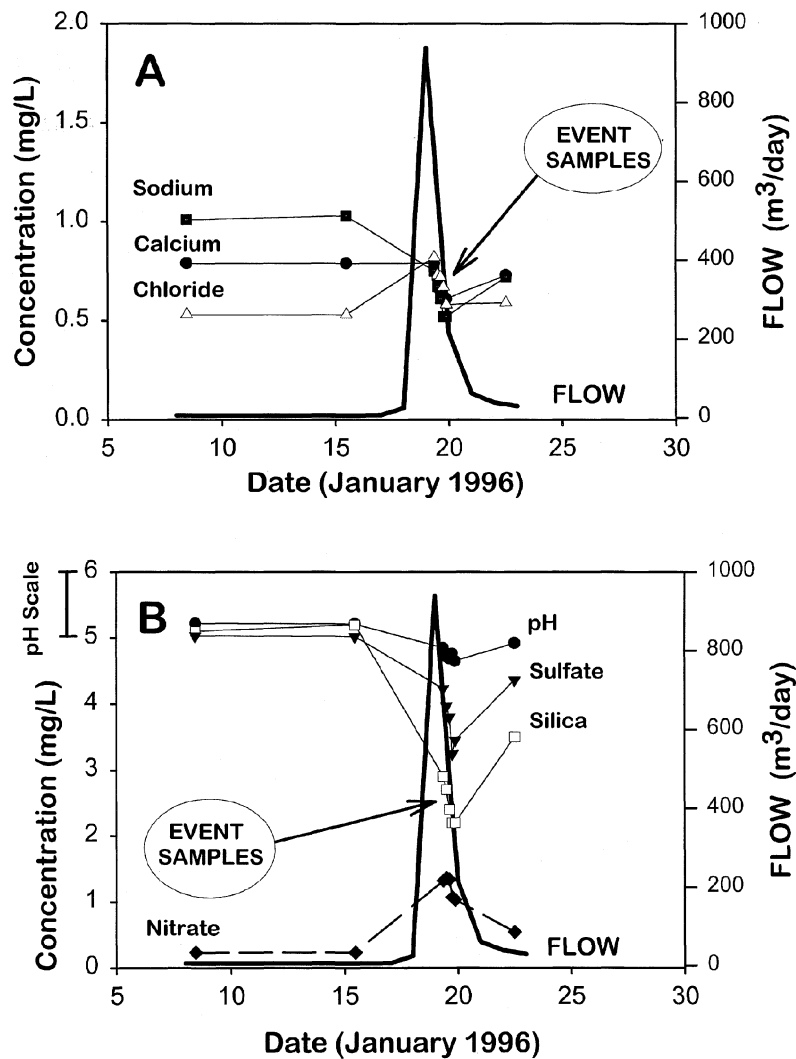 A
2.0
1.5
1.0
0.5
0.0
Concentration (mg/L)
1000
800
600
400
200
0
FLOW (m³/day)
EVENT
SAMPLES
Sodium
Calcium
Chloride
FLOW
5
10
15
20
25
30
Date (January 1996)
B
pH Scale
6
5
4
3
2
1
0
Concentration (mg/L)
1000
800
600
400
200
0
FLOW (m³/day)
pH
Sulfate
Silica
EVENT
SAMPLES
Nitrate
FLOW
5
10
15
20
25
30
Date (January 1996)